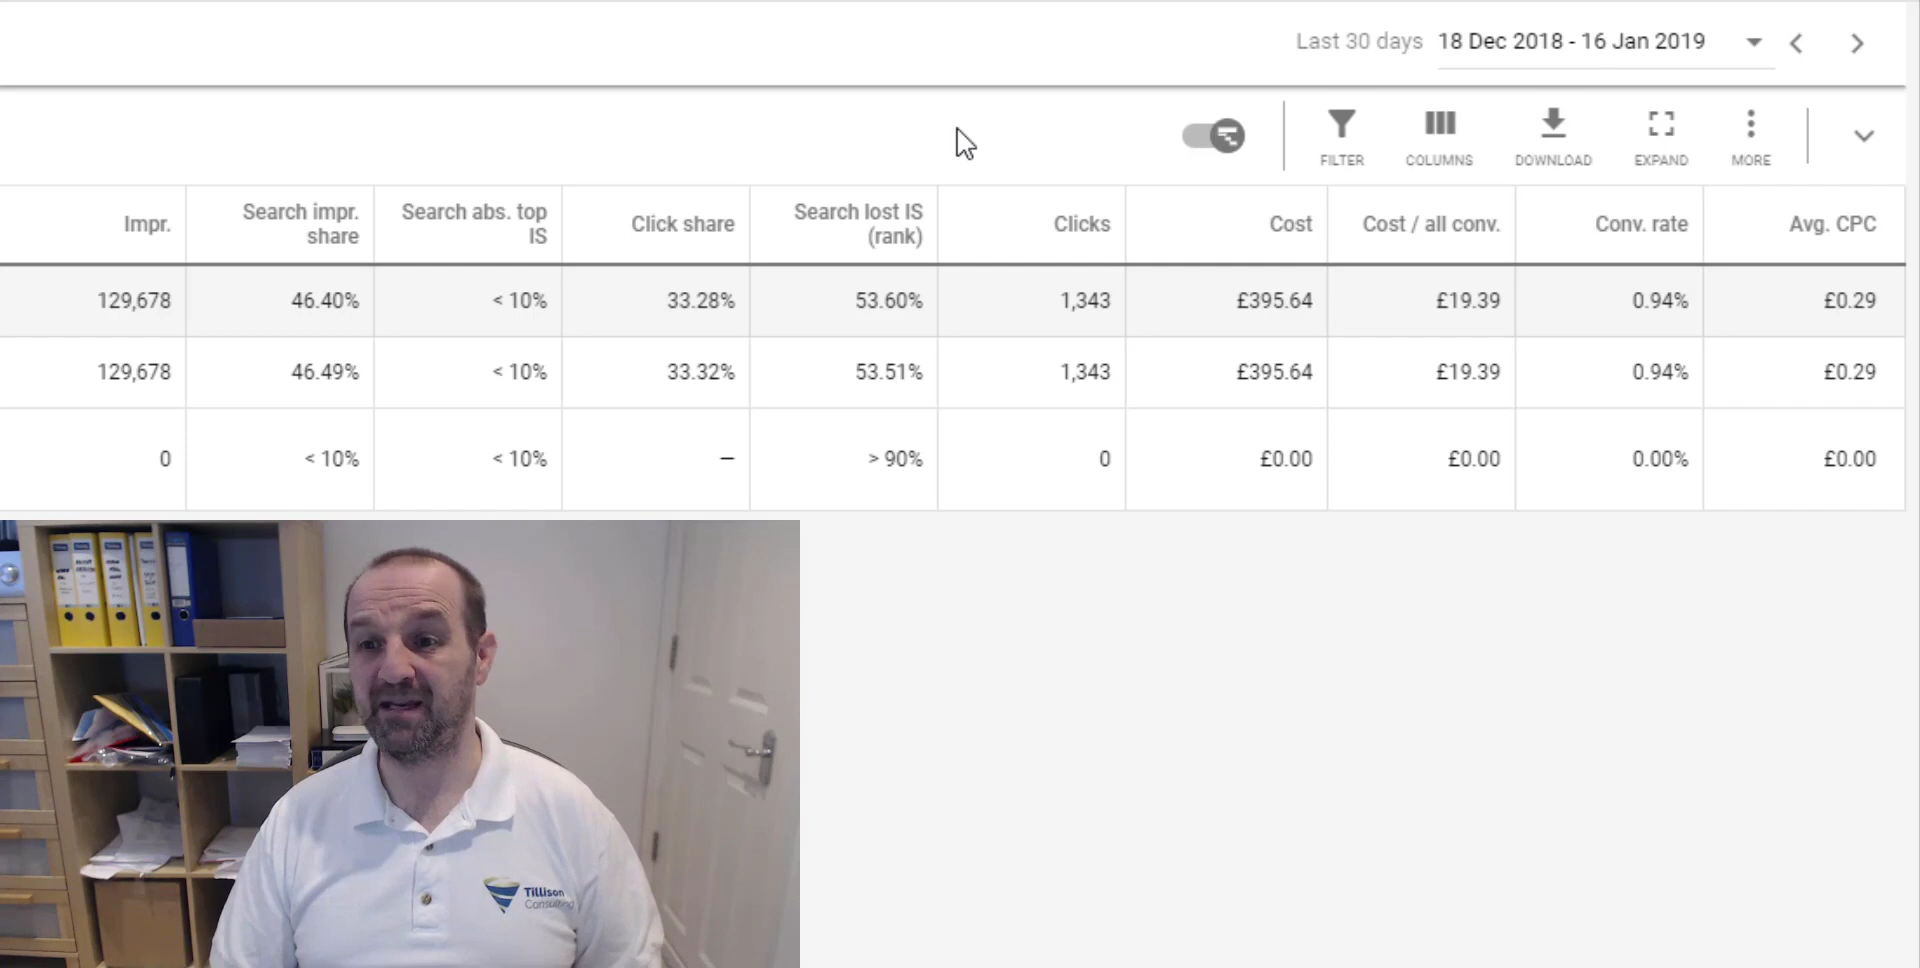 Last 30 days 18 Dec 2018 - 16 Jan 2019
FILTER COLUMNS DOWNLOAD EXPAND MORE
Impr. Search impr. share Search abs. top IS Click share Search lost IS (rank) Clicks Cost Cost / all conv. Conv. rate Avg. CPC
129,678 46.40% < 10% 33.28% 53.60% 1,343 £395.64 £19.39 0.94% £0.29
129,678 46.49% < 10% 33.32% 53.51% 1,343 £395.64 £19.39 0.94% £0.29
0 < 10% < 10% — > 90% 0 £0.00 £0.00 0.00% £0.00
Tillison
Consulting